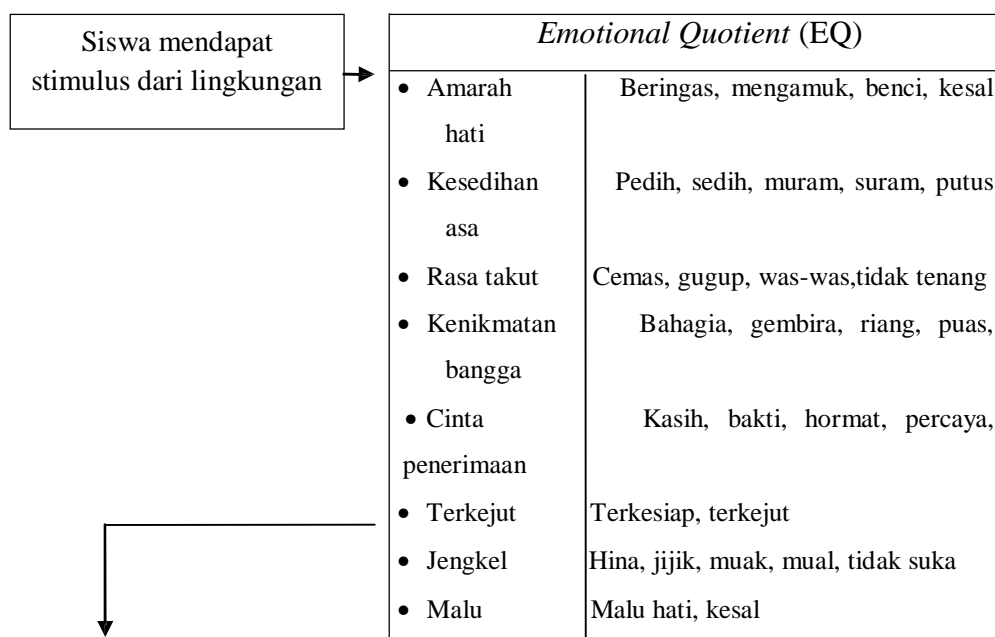 Siswa mendapat
stimulus dari lingkungan
Emotional Quotient (EQ)
• Amarah Beringas, mengamuk, benci, kesal
hati
• Kesedihan Pedih, sedih, muram, suram, putus
asa
• Rasa takut Cemas, gugup, was-was,tidak tenang
• Kenikmatan Bahagia, gembira, riang, puas,
bangga
• Cinta Kasih, bakti, hormat, percaya,
penerimaan
• Terkejut Terkesiap, terkejut
• Jengkel Hina, jijik, muak, mual, tidak suka
• Malu Malu hati, kesal